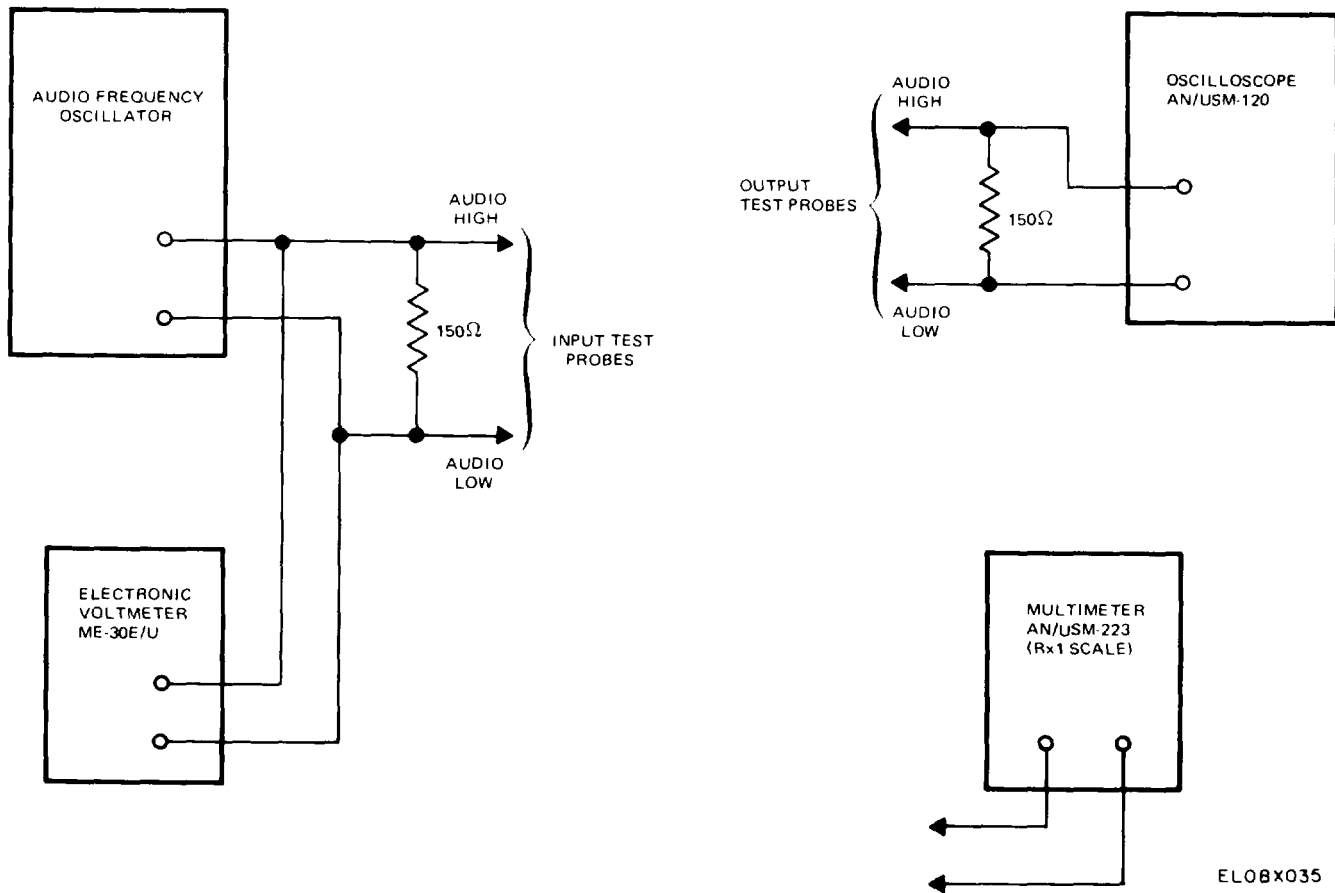 AUDIO FREQUENCY
OSCILLATOR
AUDIO
HIGH
150Ω
INPUT TEST
PROBES
AUDIO
LOW
ELECTRONIC
VOLTMETER
ME-30E/U
AUDIO
HIGH
OUTPUT
TEST PROBES
150Ω
AUDIO
LOW
OSCILLOSCOPE
AN/USM-120
MULTIMETER
AN/USM-223
(Rx1 SCALE)
EL0BX035